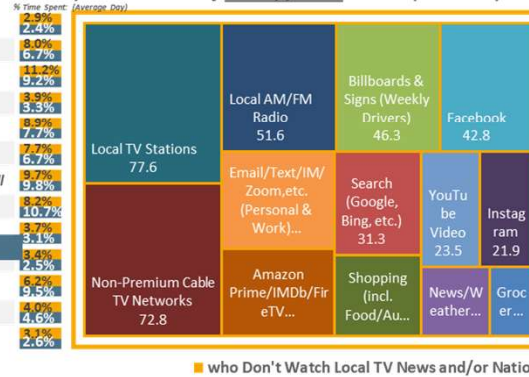 % Time Spent: (Average Day)
2.9%
2.4%
8.0%
6.7%
11.2%
9.2%
3.9%
3.3%
8.9%
7.7%
7.7%
6.7%
9.7%
9.8%
8.2%
10.7%
3.7%
3.1%
3.4%
2.5%
6.2%
9.5%
4.0%
4.6%
3.1%
2.6%
Local TV Stations
77.6
Non-Premium Cable
TV Networks
72.8
Local AM/FM
Radio
51.6
Email/Text/IM/
Zoom,etc.
(Personal &
Work)...
Amazon
Prime/IMDb/Fir
eTV...
Billboards &
Signs (Weekly
Drivers)
46.3
Search
(Google,
Bing, etc.)
31.3
Shopping
(incl.
Food/Au...
Facebook
42.8
YouTu
be
Video
23.5
Instag
ram
21.9
News/W
eather...
Groc
er...
who Don't Watch Local TV News and/or Natio